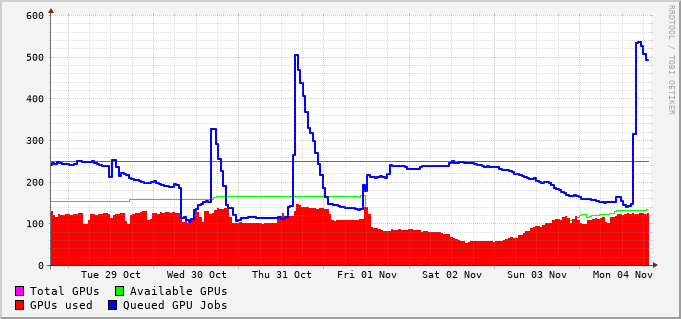 600
500
400
300
200
100
0
Tue 29 Oct Wed 30 Oct Thu 31 Oct Fri 01 Nov Sat 02 Nov Sun 03 Nov Mon 04 Nov
Total GPUs Available GPUs
GPUs used Queued GPU Jobs
RRDTOOL / TOBI OETIKER